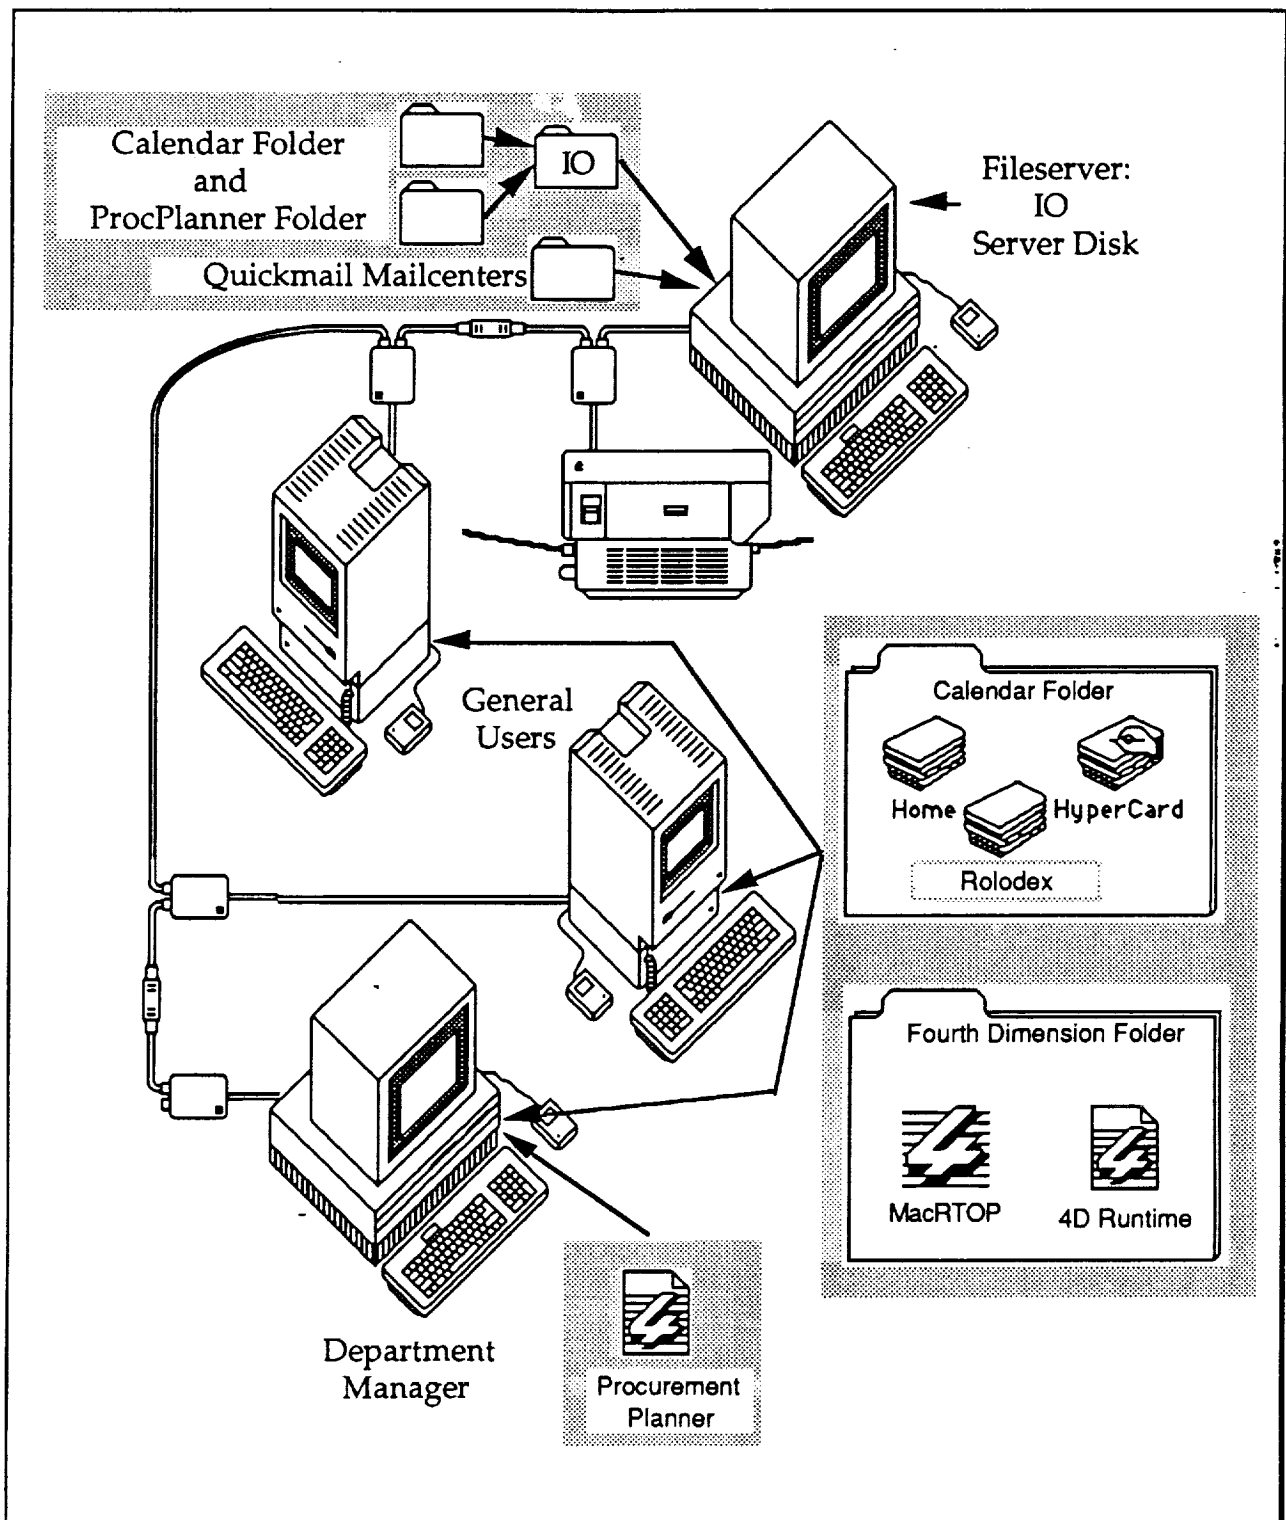 Calendar Folder
and
ProcPlanner Folder
IO
Quickmail Mailcenters
Fileserver:
IO
Server Disk
General
Users
Calendar Folder
Home
HyperCard
Rolodex
Fourth Dimension Folder
MacRTOP
4D Runtime
Department
Manager
Procurement
Planner